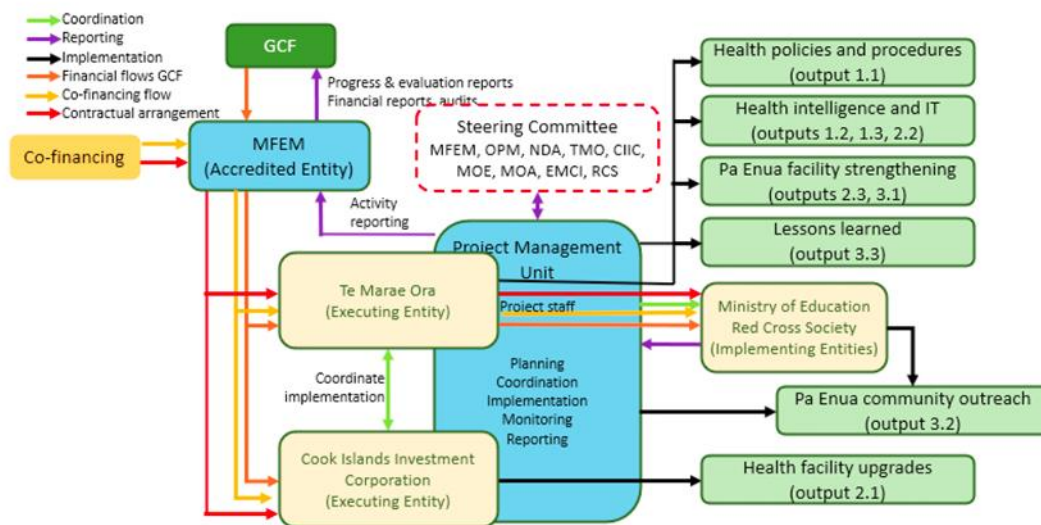 Coordination
Reporting
Implementation
Financial flows GCF
Co-financing flow
Contractual arrangement
GCF
Progress & evaluation reports
Financial reports, audits
Co-financing
MFEM
(Accredited Entity)
Steering Committee
MFEM, OPM, NDA, TMO, CIIC,
MOE, MOA, EMCI, RCS
Activity
reporting
Project Management
Unit
Te Marae Ora
(Executing Entity)
Project staff
Planning
Coordination
Implementation
Monitoring
Reporting
Coordinate
implementation
Cook Islands Investment
Corporation
(Executing Entity)
Health policies and procedures
(output 1.1)
Health intelligence and IT
(outputs 1.2, 1.3, 2.2)
Pa Enua facility strengthening
(outputs 2.3, 3.1)
Lessons learned
(output 3.3)
Ministry of Education
Red Cross Society
(Implementing Entities)
Pa Enua community outreach
(output 3.2)
Health facility upgrades
(output 2.1)